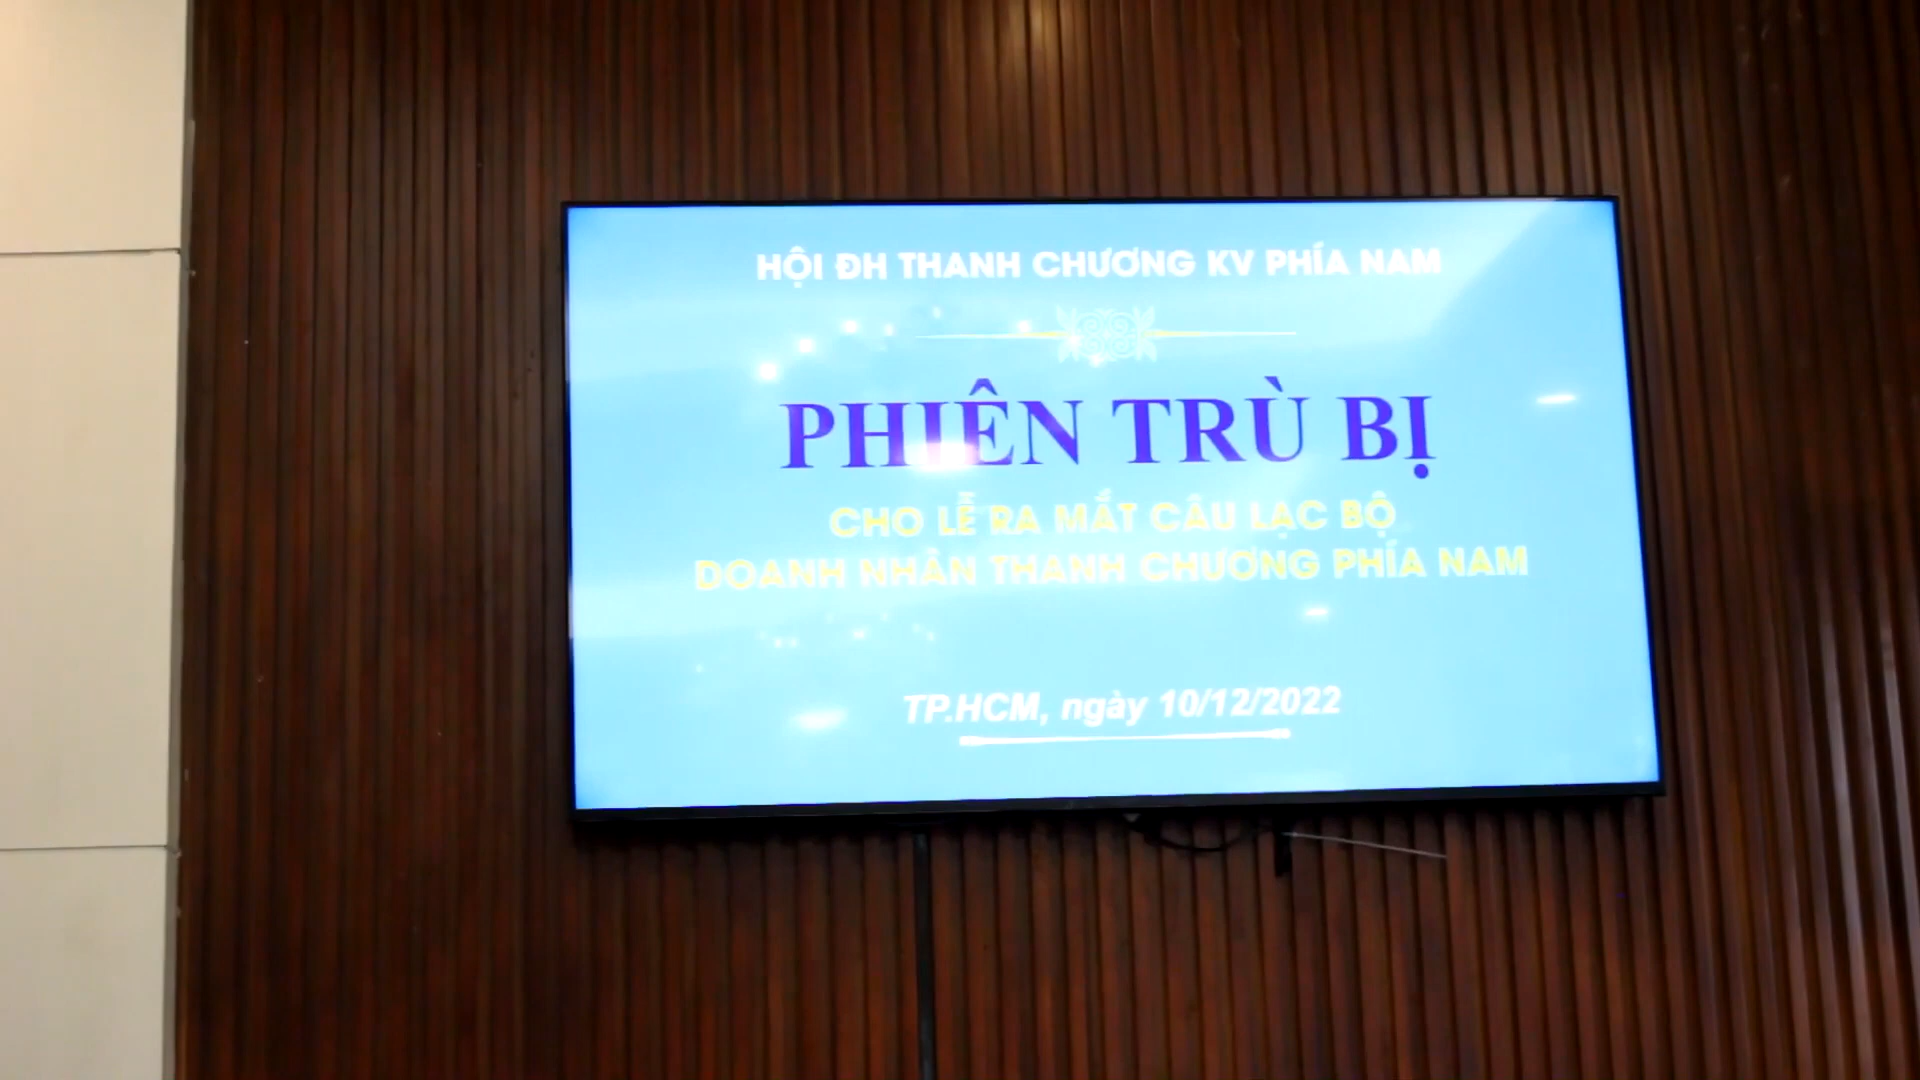 HỘI ĐH THANH CHƯƠNG KV PHÍA NAM
PHIÊN TRÙ BỊ
CHO LỄ RA MẮT CÂU LẠC BỘ
DOANH NHÂN THANH CHƯƠNG PHÍA NAM
TP.HCM, ngày 10/12/2022